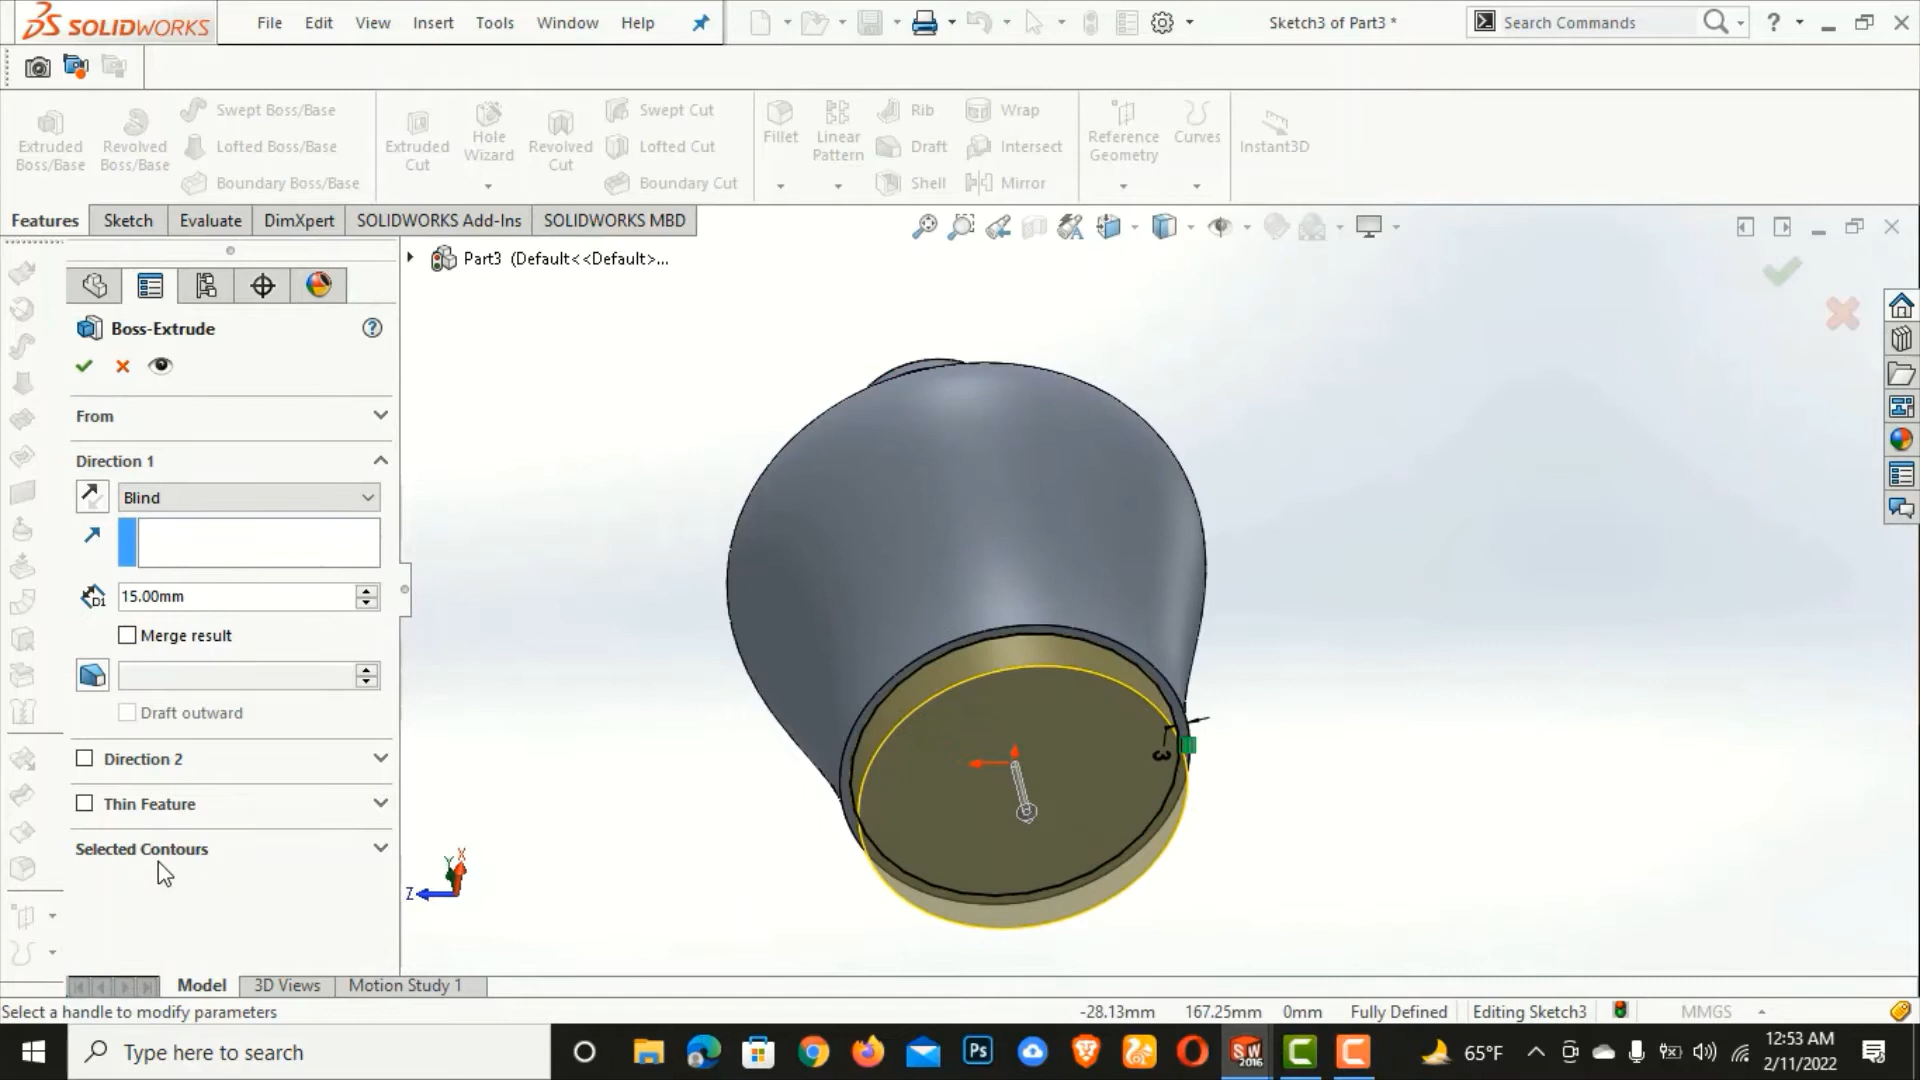 SOLIDWORKS
File Edit View Insert Tools Window Help
Sketch3 of Part3 *
Search Commands
?
Extruded Boss/Base
Revolved Boss/Base
Swept Boss/Base
Lofted Boss/Base
Boundary Boss/Base
Extruded Cut
Hole Wizard
Revolved Cut
Swept Cut
Lofted Cut
Boundary Cut
Fillet
Linear Pattern
Rib
Draft
Shell
Wrap
Intersect
Mirror
Reference Geometry
Curves
Instant3D
Features Sketch Evaluate DimXpert SOLIDWORKS Add-Ins SOLIDWORKS MBD
Part3 (Default<<Default>...
Boss-Extrude
?
From
Direction 1
Blind
D1
15.00mm
Merge result
Draft outward
Direction 2
Thin Feature
Selected Contours
3
Y X
Z
Model 3D Views Motion Study 1
Select a handle to modify parameters
-28.13mm 167.25mm 0mm Fully Defined Editing Sketch3 MMGS
Type here to search
Ps
SW 2016
65°F
12:53 AM
2/11/2022